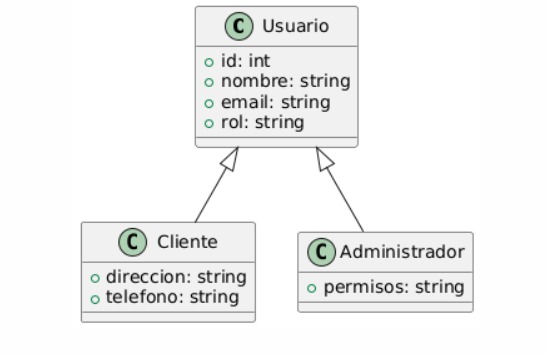 C Usuario
id: int
nombre: string
email: string
rol: string
C Cliente
direccion: string
telefono: string
C Administrador
permisos: string